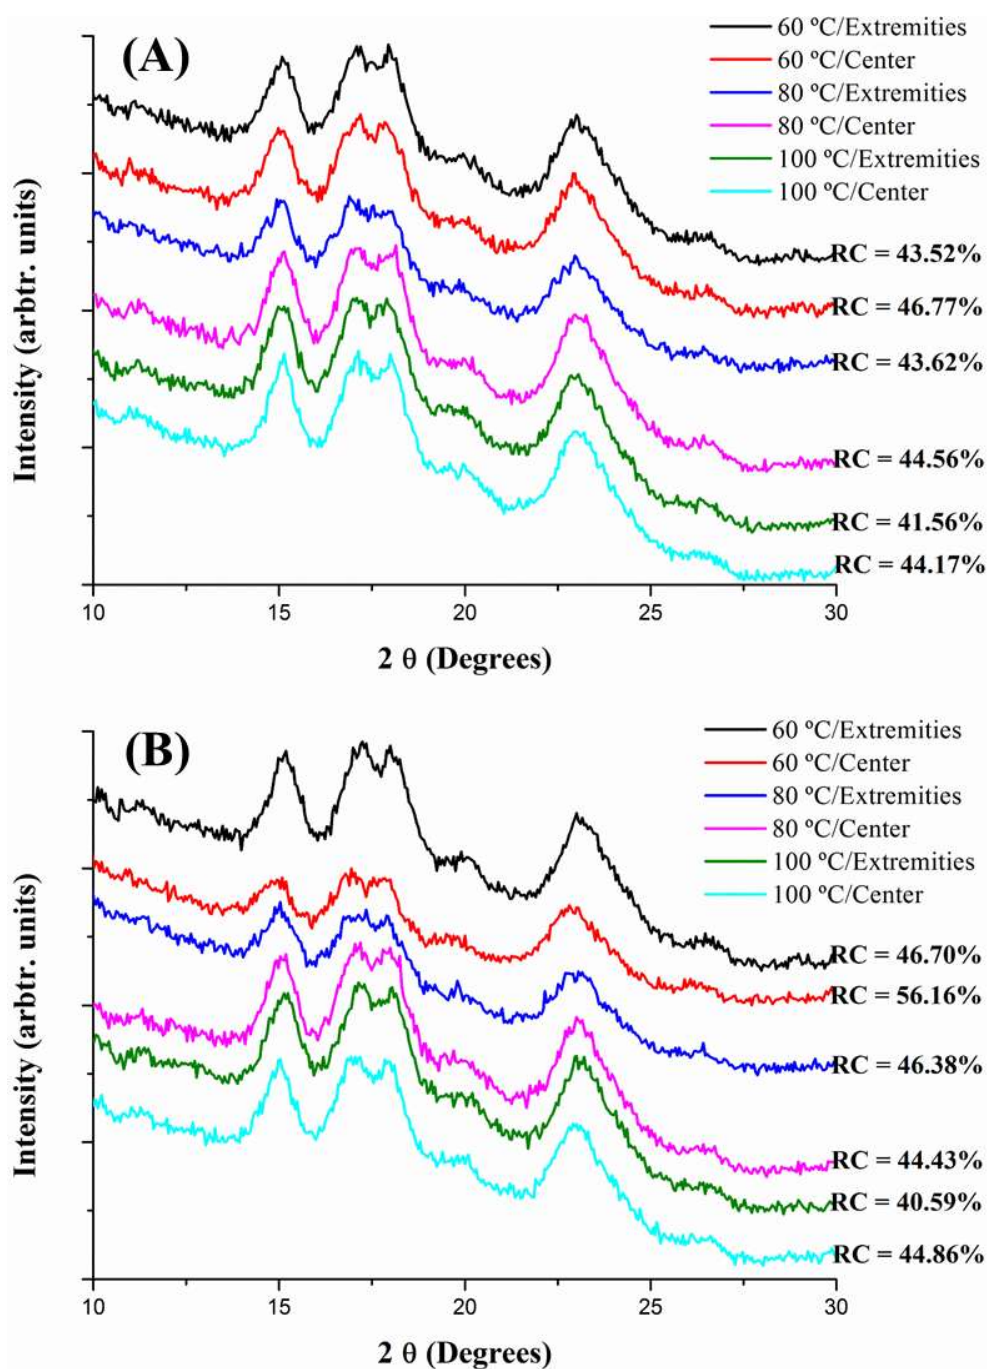 (A)
60 ºC/Extremities
60 ºC/Center
80 ºC/Extremities
80 ºC/Center
100 ºC/Extremities
100 ºC/Center
Intensity (arbtr. units)
RC = 43.52%
RC = 46.77%
RC = 43.62%
RC = 44.56%
RC = 41.56%
RC = 44.17%
10 15 20 25 30
2 θ (Degrees)
(B)
60 ºC/Extremities
60 ºC/Center
80 ºC/Extremities
80 ºC/Center
100 ºC/Extremities
100 ºC/Center
Intensity (arbtr. units)
RC = 46.70%
RC = 56.16%
RC = 46.38%
RC = 44.43%
RC = 40.59%
RC = 44.86%
10 15 20 25 30
2 θ (Degrees)